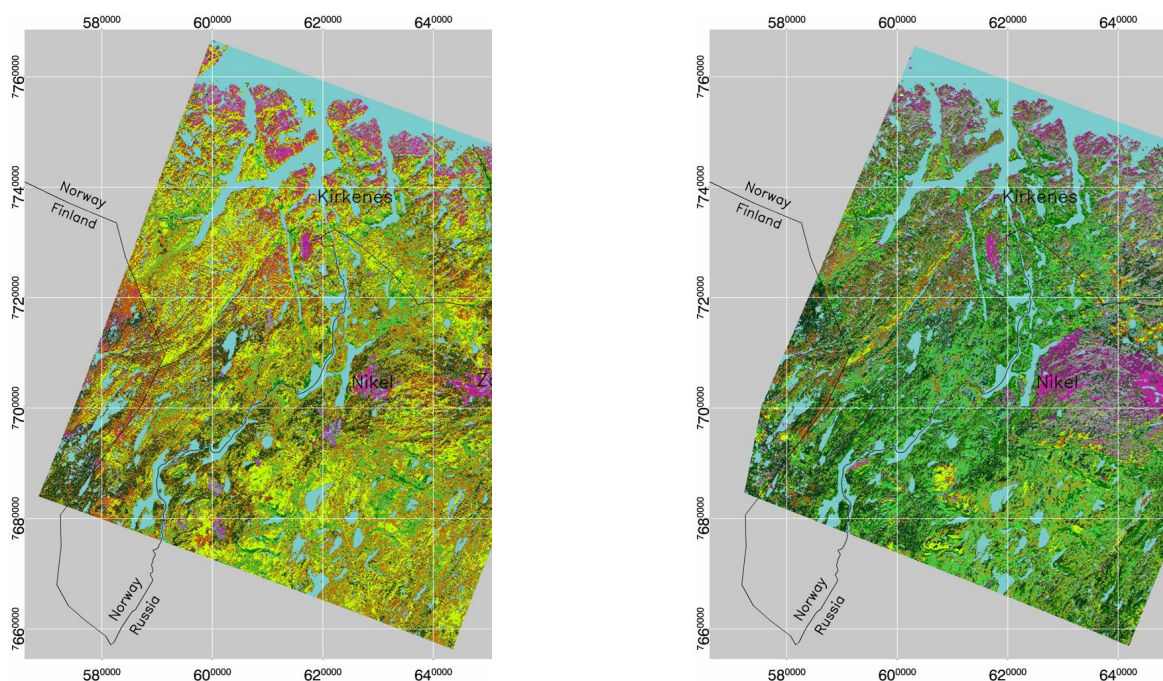 58⁰⁰⁰⁰ 60⁰⁰⁰⁰ 62⁰⁰⁰⁰ 64⁰⁰⁰⁰
776⁰⁰⁰⁰
774⁰⁰⁰⁰
772⁰⁰⁰⁰
770⁰⁰⁰⁰
768⁰⁰⁰⁰
766⁰⁰⁰⁰
Norway
Finland
Kirkenes
Nikel
Za
Norway
Russia
58⁰⁰⁰⁰ 60⁰⁰⁰⁰ 62⁰⁰⁰⁰ 64⁰⁰⁰⁰
58⁰⁰⁰⁰ 60⁰⁰⁰⁰ 62⁰⁰⁰⁰ 64⁰⁰⁰⁰
776⁰⁰⁰⁰
774⁰⁰⁰⁰
772⁰⁰⁰⁰
770⁰⁰⁰⁰
768⁰⁰⁰⁰
766⁰⁰⁰⁰
Norway
Finland
Kirkenes
Nikel
Norway
Russia
58⁰⁰⁰⁰ 60⁰⁰⁰⁰ 62⁰⁰⁰⁰ 64⁰⁰⁰⁰